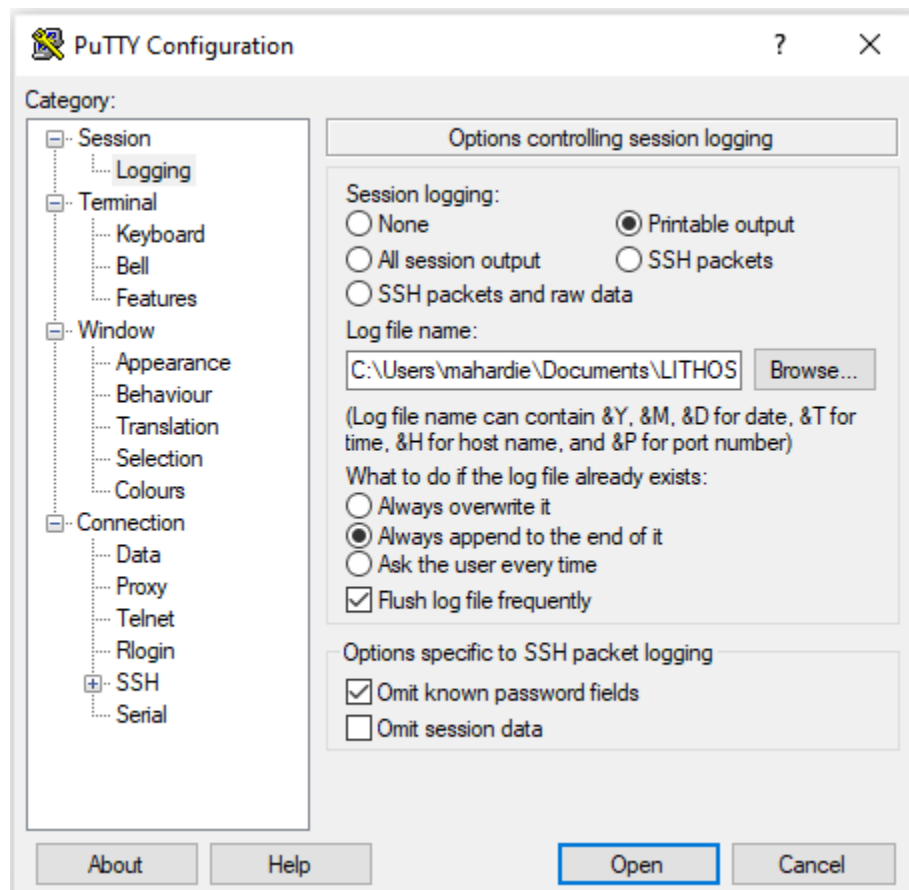 PuTTY Configuration
?
Category:
Session
Logging
Terminal
Keyboard
Bell
Features
Window
Appearance
Behaviour
Translation
Selection
Colours
Connection
Data
Proxy
Telnet
Rlogin
SSH
Serial
Options controlling session logging
Session logging:
None
Printable output
All session output
SSH packets
SSH packets and raw data
Log file name:
C:\Users\mahardie\Documents\LITHOS
Browse...
(Log file name can contain &Y, &M, &D for date, &T for
time, &H for host name, and &P for port number)
What to do if the log file already exists:
Always overwrite it
Always append to the end of it
Ask the user every time
Flush log file frequently
Options specific to SSH packet logging
Omit known password fields
Omit session data
About
Help
Open
Cancel